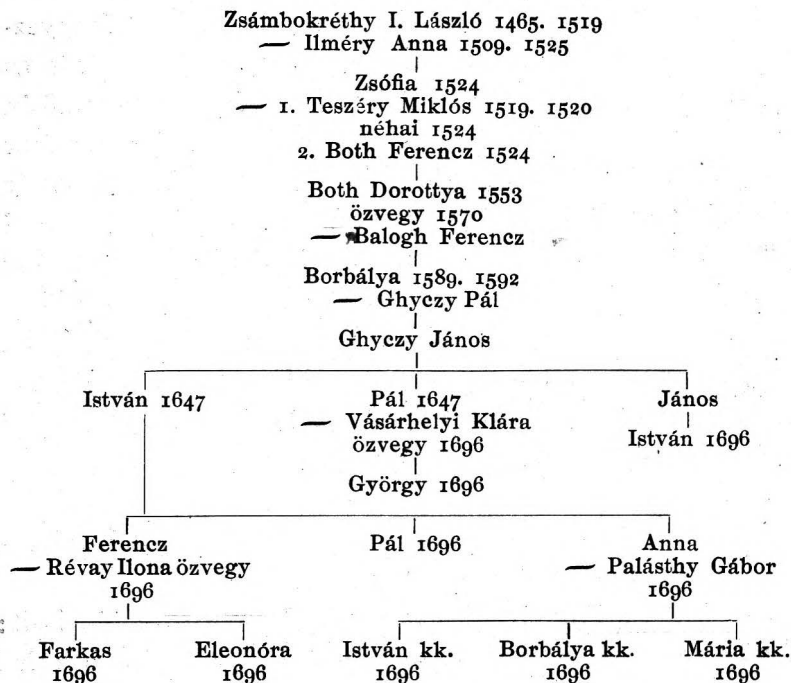 Zsámbokréthy I. László 1465. 1519
— Ilméry Anna 1509. 1525
Zsófia 1524
— 1. Teszéry Miklós 1519. 1520
néhai 1524
2. Both Ferencz 1524
Both Dorottya 1553
özvegy 1570
— Balogh Ferencz
Borbálya 1589. 1592
— Ghyczy Pál
Ghyczy János
István 1647 Pál 1647 János
— Vásárhelyi Klára
özvegy 1696 István 1696
György 1696
Ferencz Pál 1696 Anna
— Révay Ilona özvegy — Palásthy Gábor
1696 1696
Farkas Eleonóra István kk. Borbálya kk. Mária kk.
1696 1696 1696 1696 1696